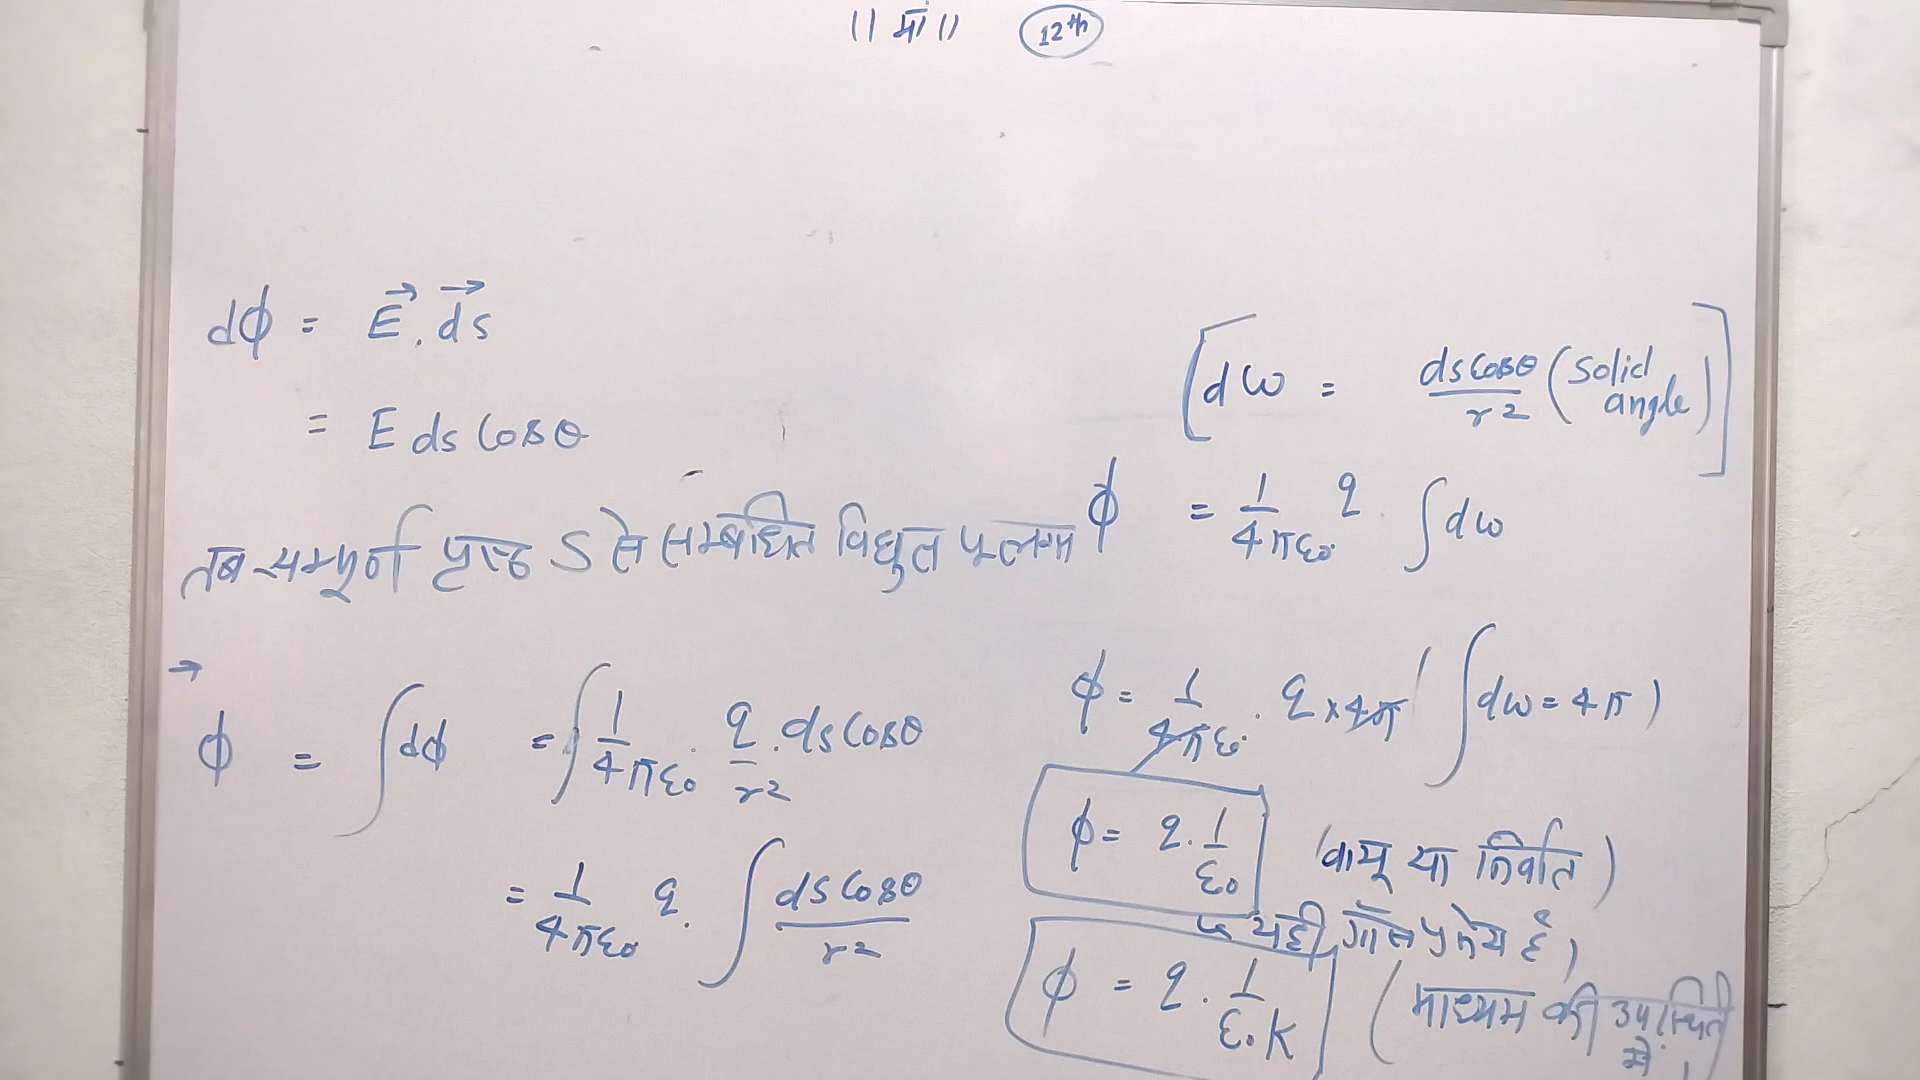 || माँ || 12th
dφ = E⃗ . d⃗s
= E ds Cosθ
तब सम्पूर्ण पृष्ठ S से सम्बंधित विद्युत फ्लक्स
→
φ = ∫dφ = ∫ 1/4πε₀ . q/r² . ds Cosθ
= 1/4πε₀ q . ∫ ds Cosθ/r²
[dω = ds Cosθ/r² (Solid angle)]
φ = 1/4πε₀ q . ∫dω
φ = 1/4πε₀ . q × 4π (∫dω = 4π)
φ = q . 1/ε₀ (वायु या निर्वात)
यही गॉस प्रमेय है,
φ = q . 1/ε₀K (माध्यम की उपस्थिति
में)